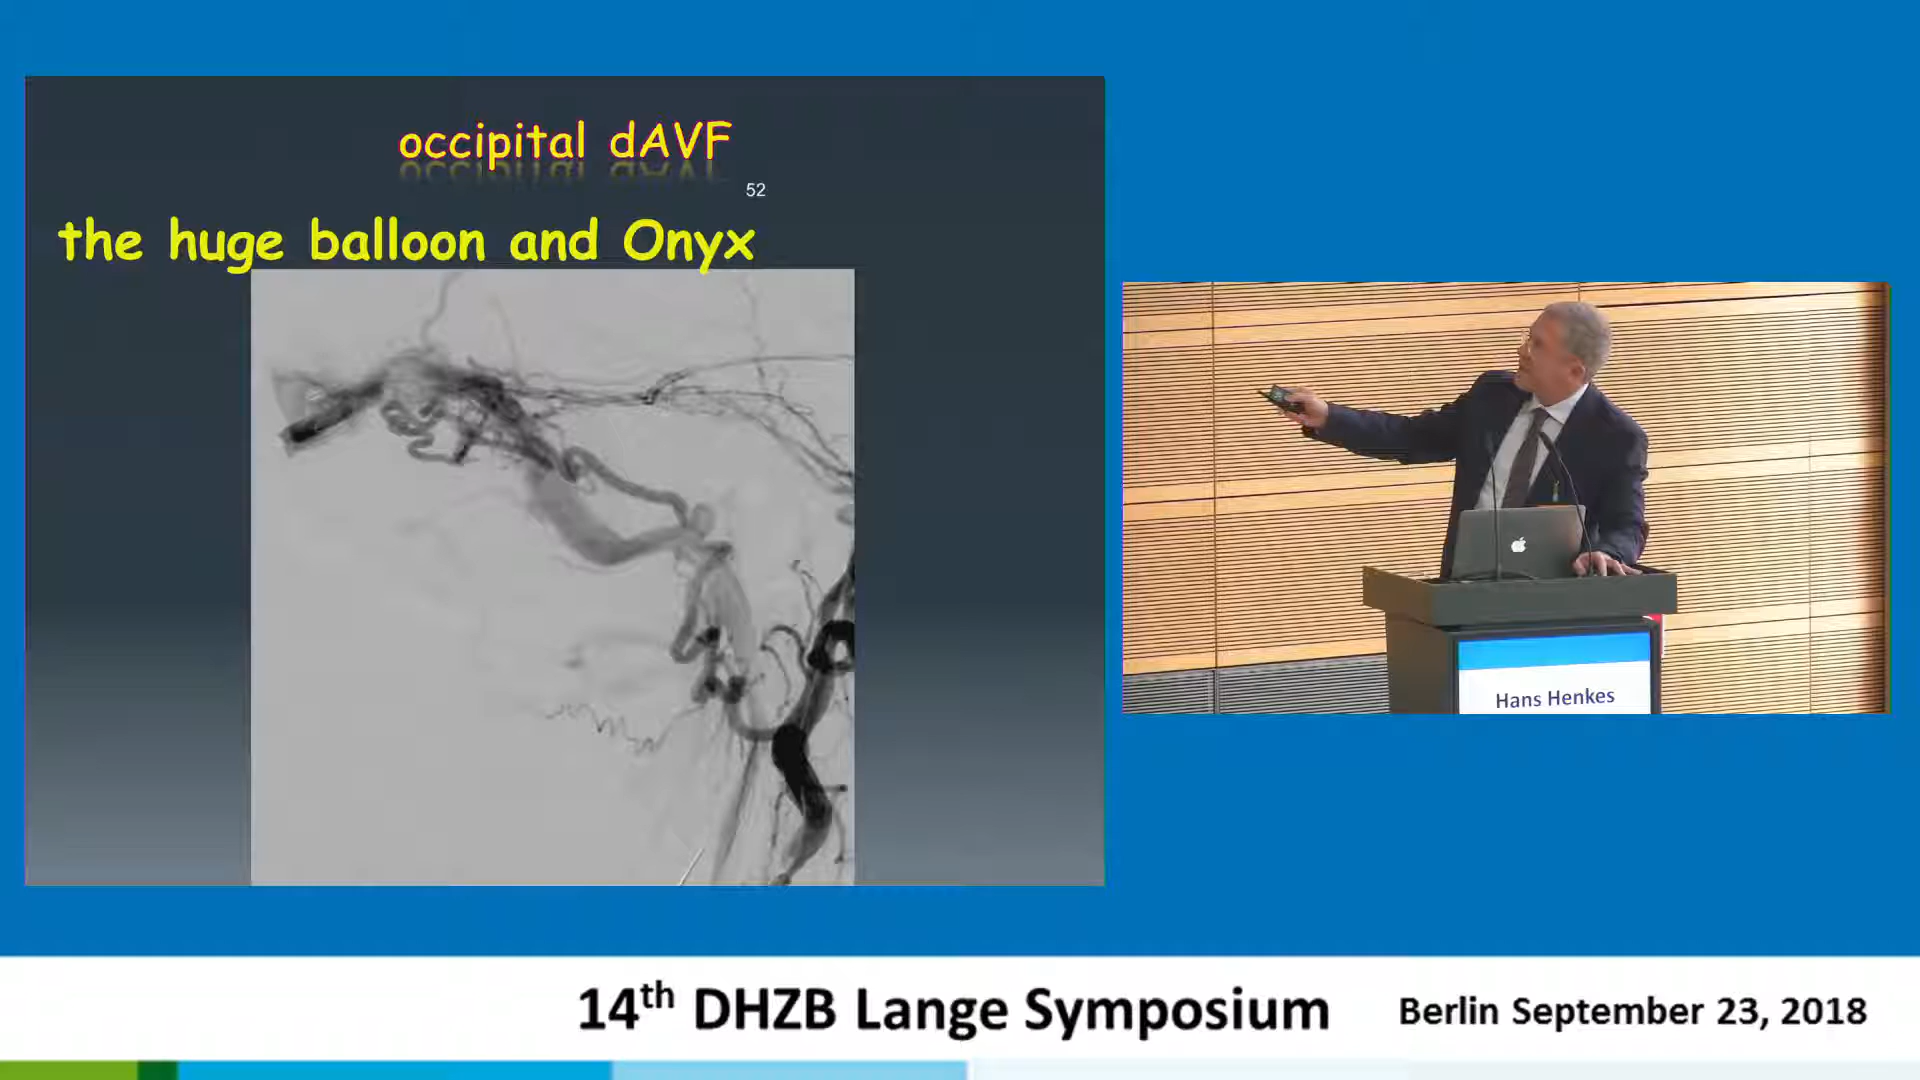 occipital dAVF
52
the huge balloon and Onyx
Hans Henkes
14th DHZB Lange Symposium
Berlin September 23, 2018